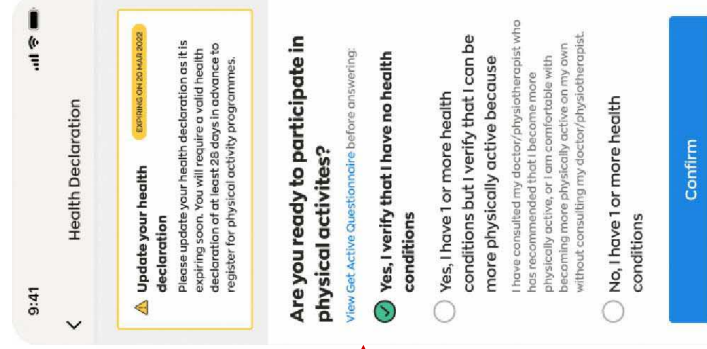 9:41
Health Declaration
Update your health
declaration
EXPIRING ON 20 MAR 2022
Please update your health declaration as it is
expiring soon. You will require a valid health
declaration of at least 28 days in advance to
register for physical activity programmes.
Are you ready to participate in
physical activites?
View Get Active Questionnaire before answering:
Yes, I verify that I have no health
conditions
Yes, I have 1 or more health
conditions but I verify that I can be
more physically active because
I have consulted my doctor/physiotherapist who
has recommended that I become more
physically active, or I am comfortable with
becoming more physically active on my own
without consulting my doctor/physiotherapist.
No, I have 1 or more health
conditions
Confirm